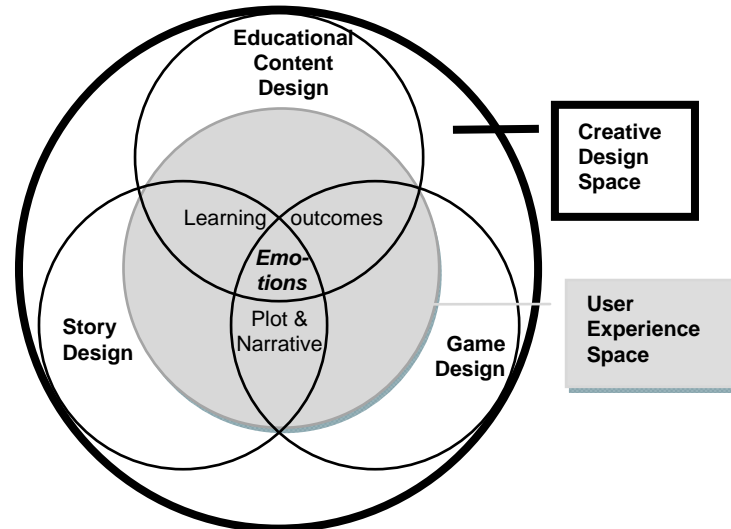 Educational
Content
Design
Creative
Design
Space
Learning outcomes
Emo-
tions
Plot &
Narrative
Story
Design
Game
Design
User
Experience
Space